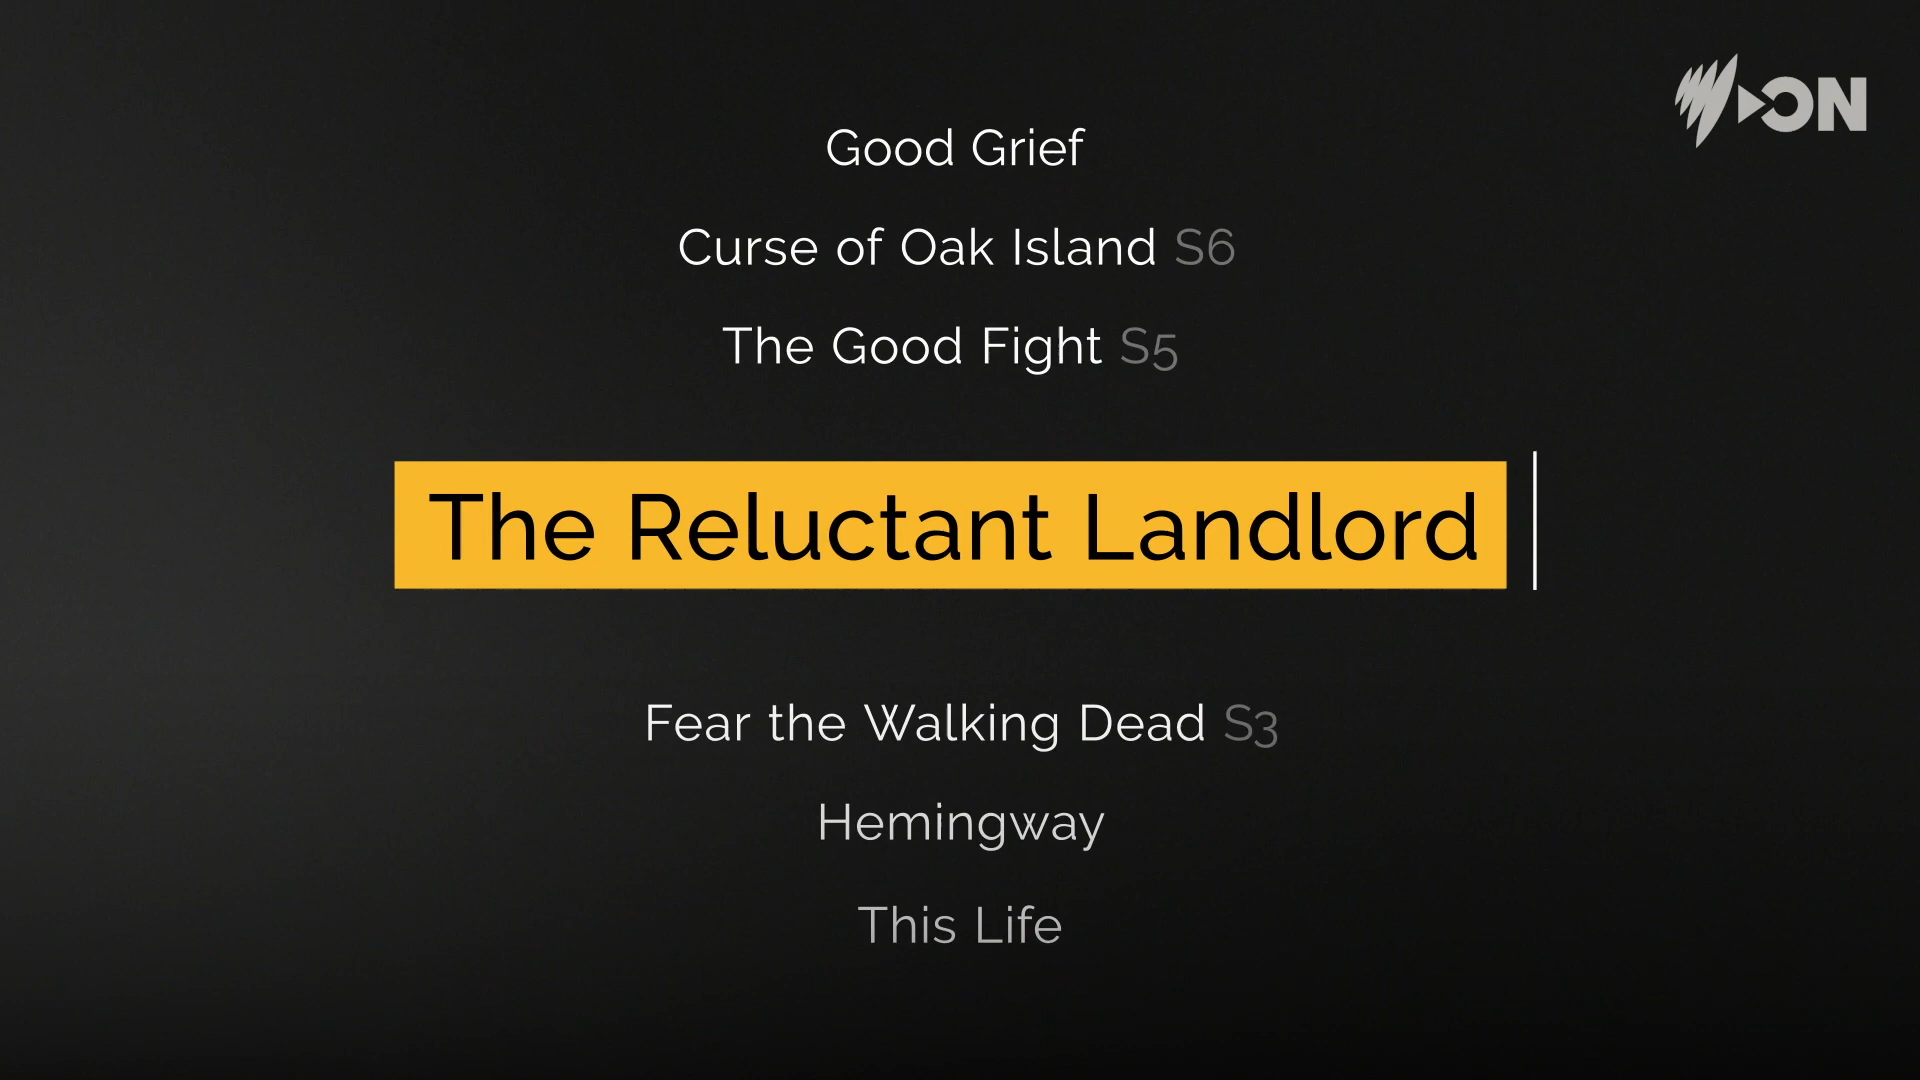 ON
Good Grief
Curse of Oak Island S6
The Good Fight S5
The Reluctant Landlord
Fear the Walking Dead S3
Hemingway
This Life